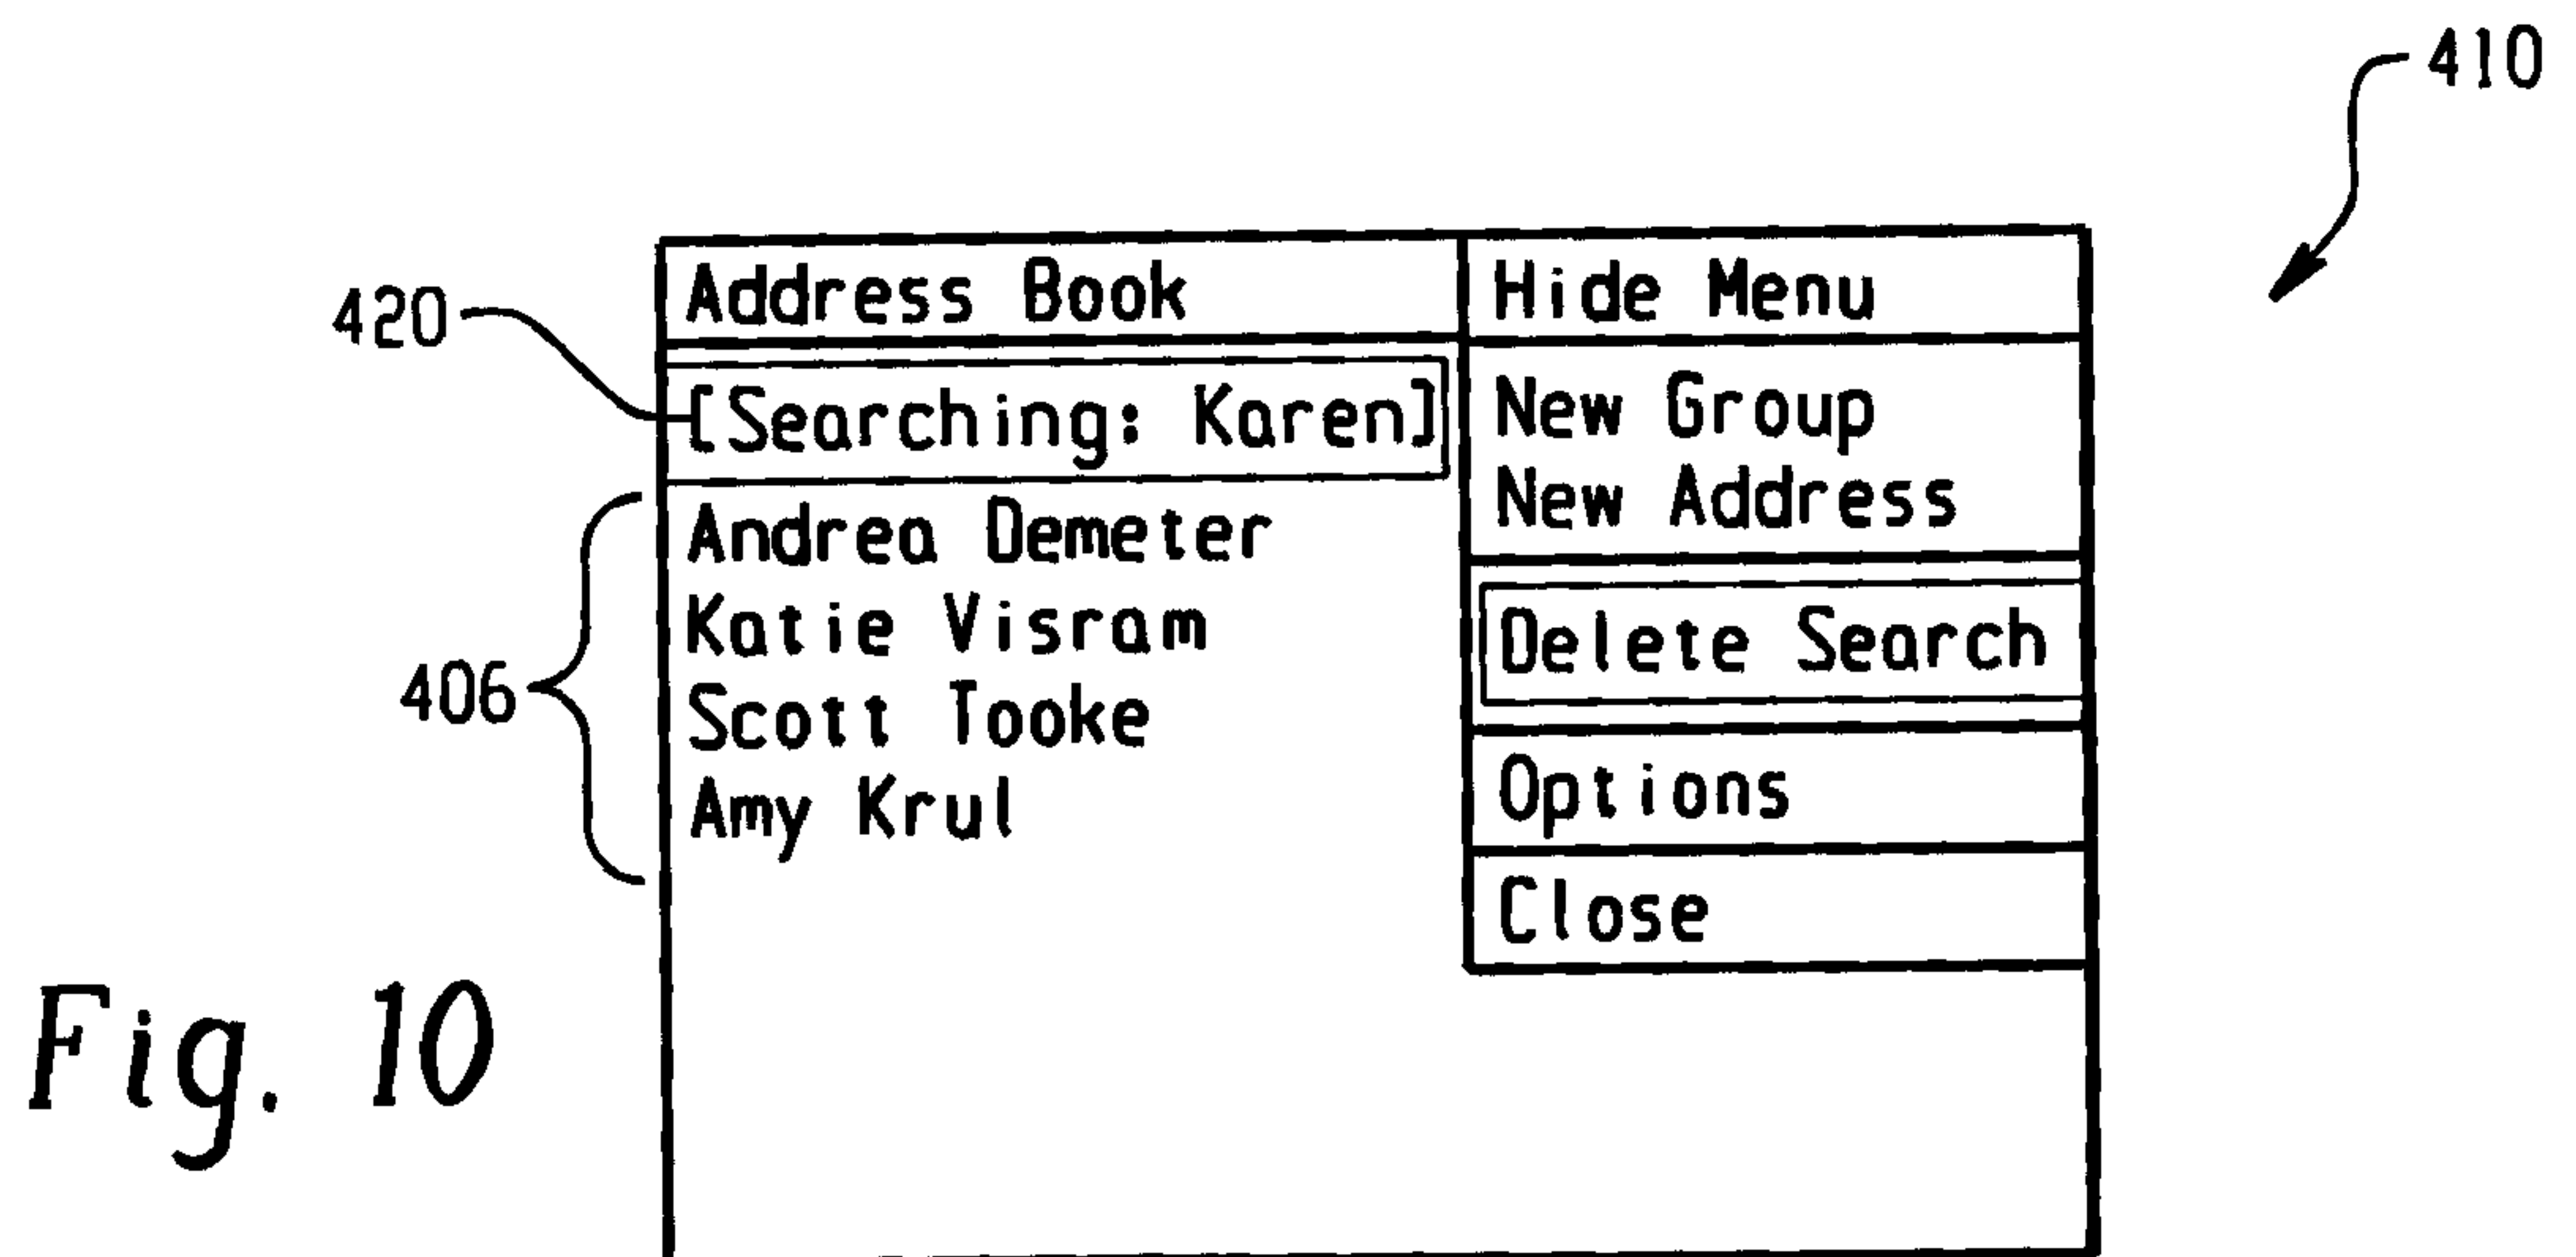 410
Address Book
Hide Menu
420
[Searching: Karen]
New Group
New Address
406
Andrea Demeter
Katie Visram
Scott Tooke
Amy Krul
Delete Search
Options
Close
Fig. 10